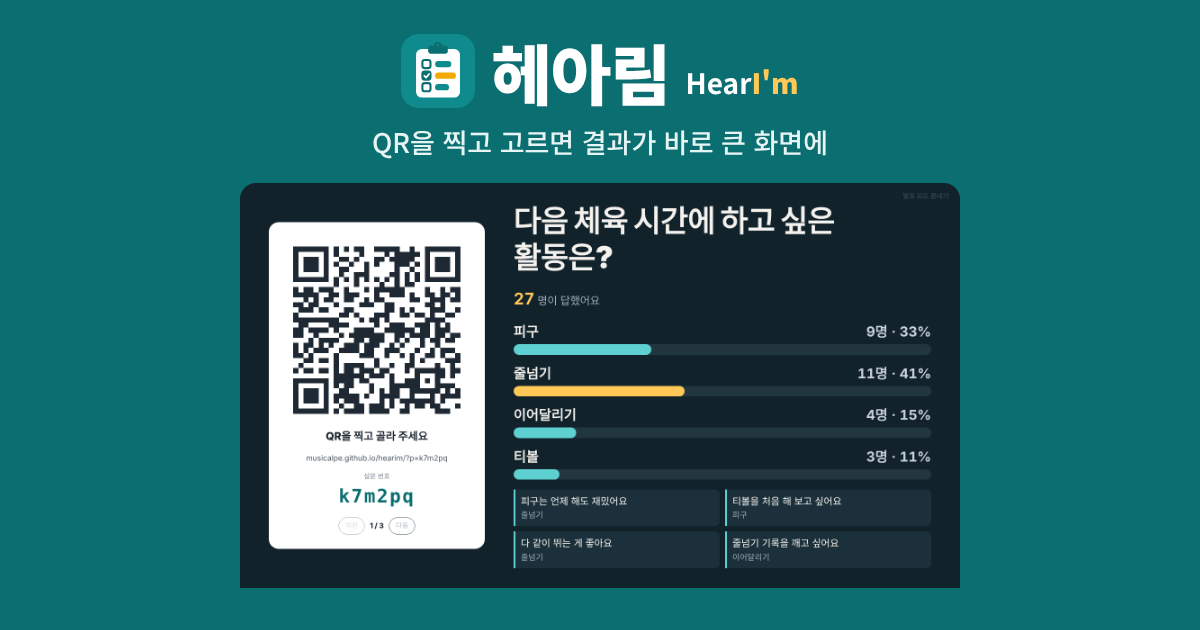 헤아림 HearI'm
QR을 찍고 고르면 결과가 바로 큰 화면에
다음 체육 시간에 하고 싶은
활동은?
27 명이 답했어요
피구 9명 · 33%
줄넘기 11명 · 41%
이어달리기 4명 · 15%
티볼 3명 · 11%
피구는 언제 해도 재밌어요
줄넘기
티볼을 처음 해 보고 싶어요
피구
다 같이 뛰는 게 좋아요
줄넘기
줄넘기 기록을 깨고 싶어요
이어달리기
QR을 찍고 골라 주세요
musicalpe.github.io/hearim/?p=k7m2pq
설문 번호
k7m2pq
이전 1/3 다음